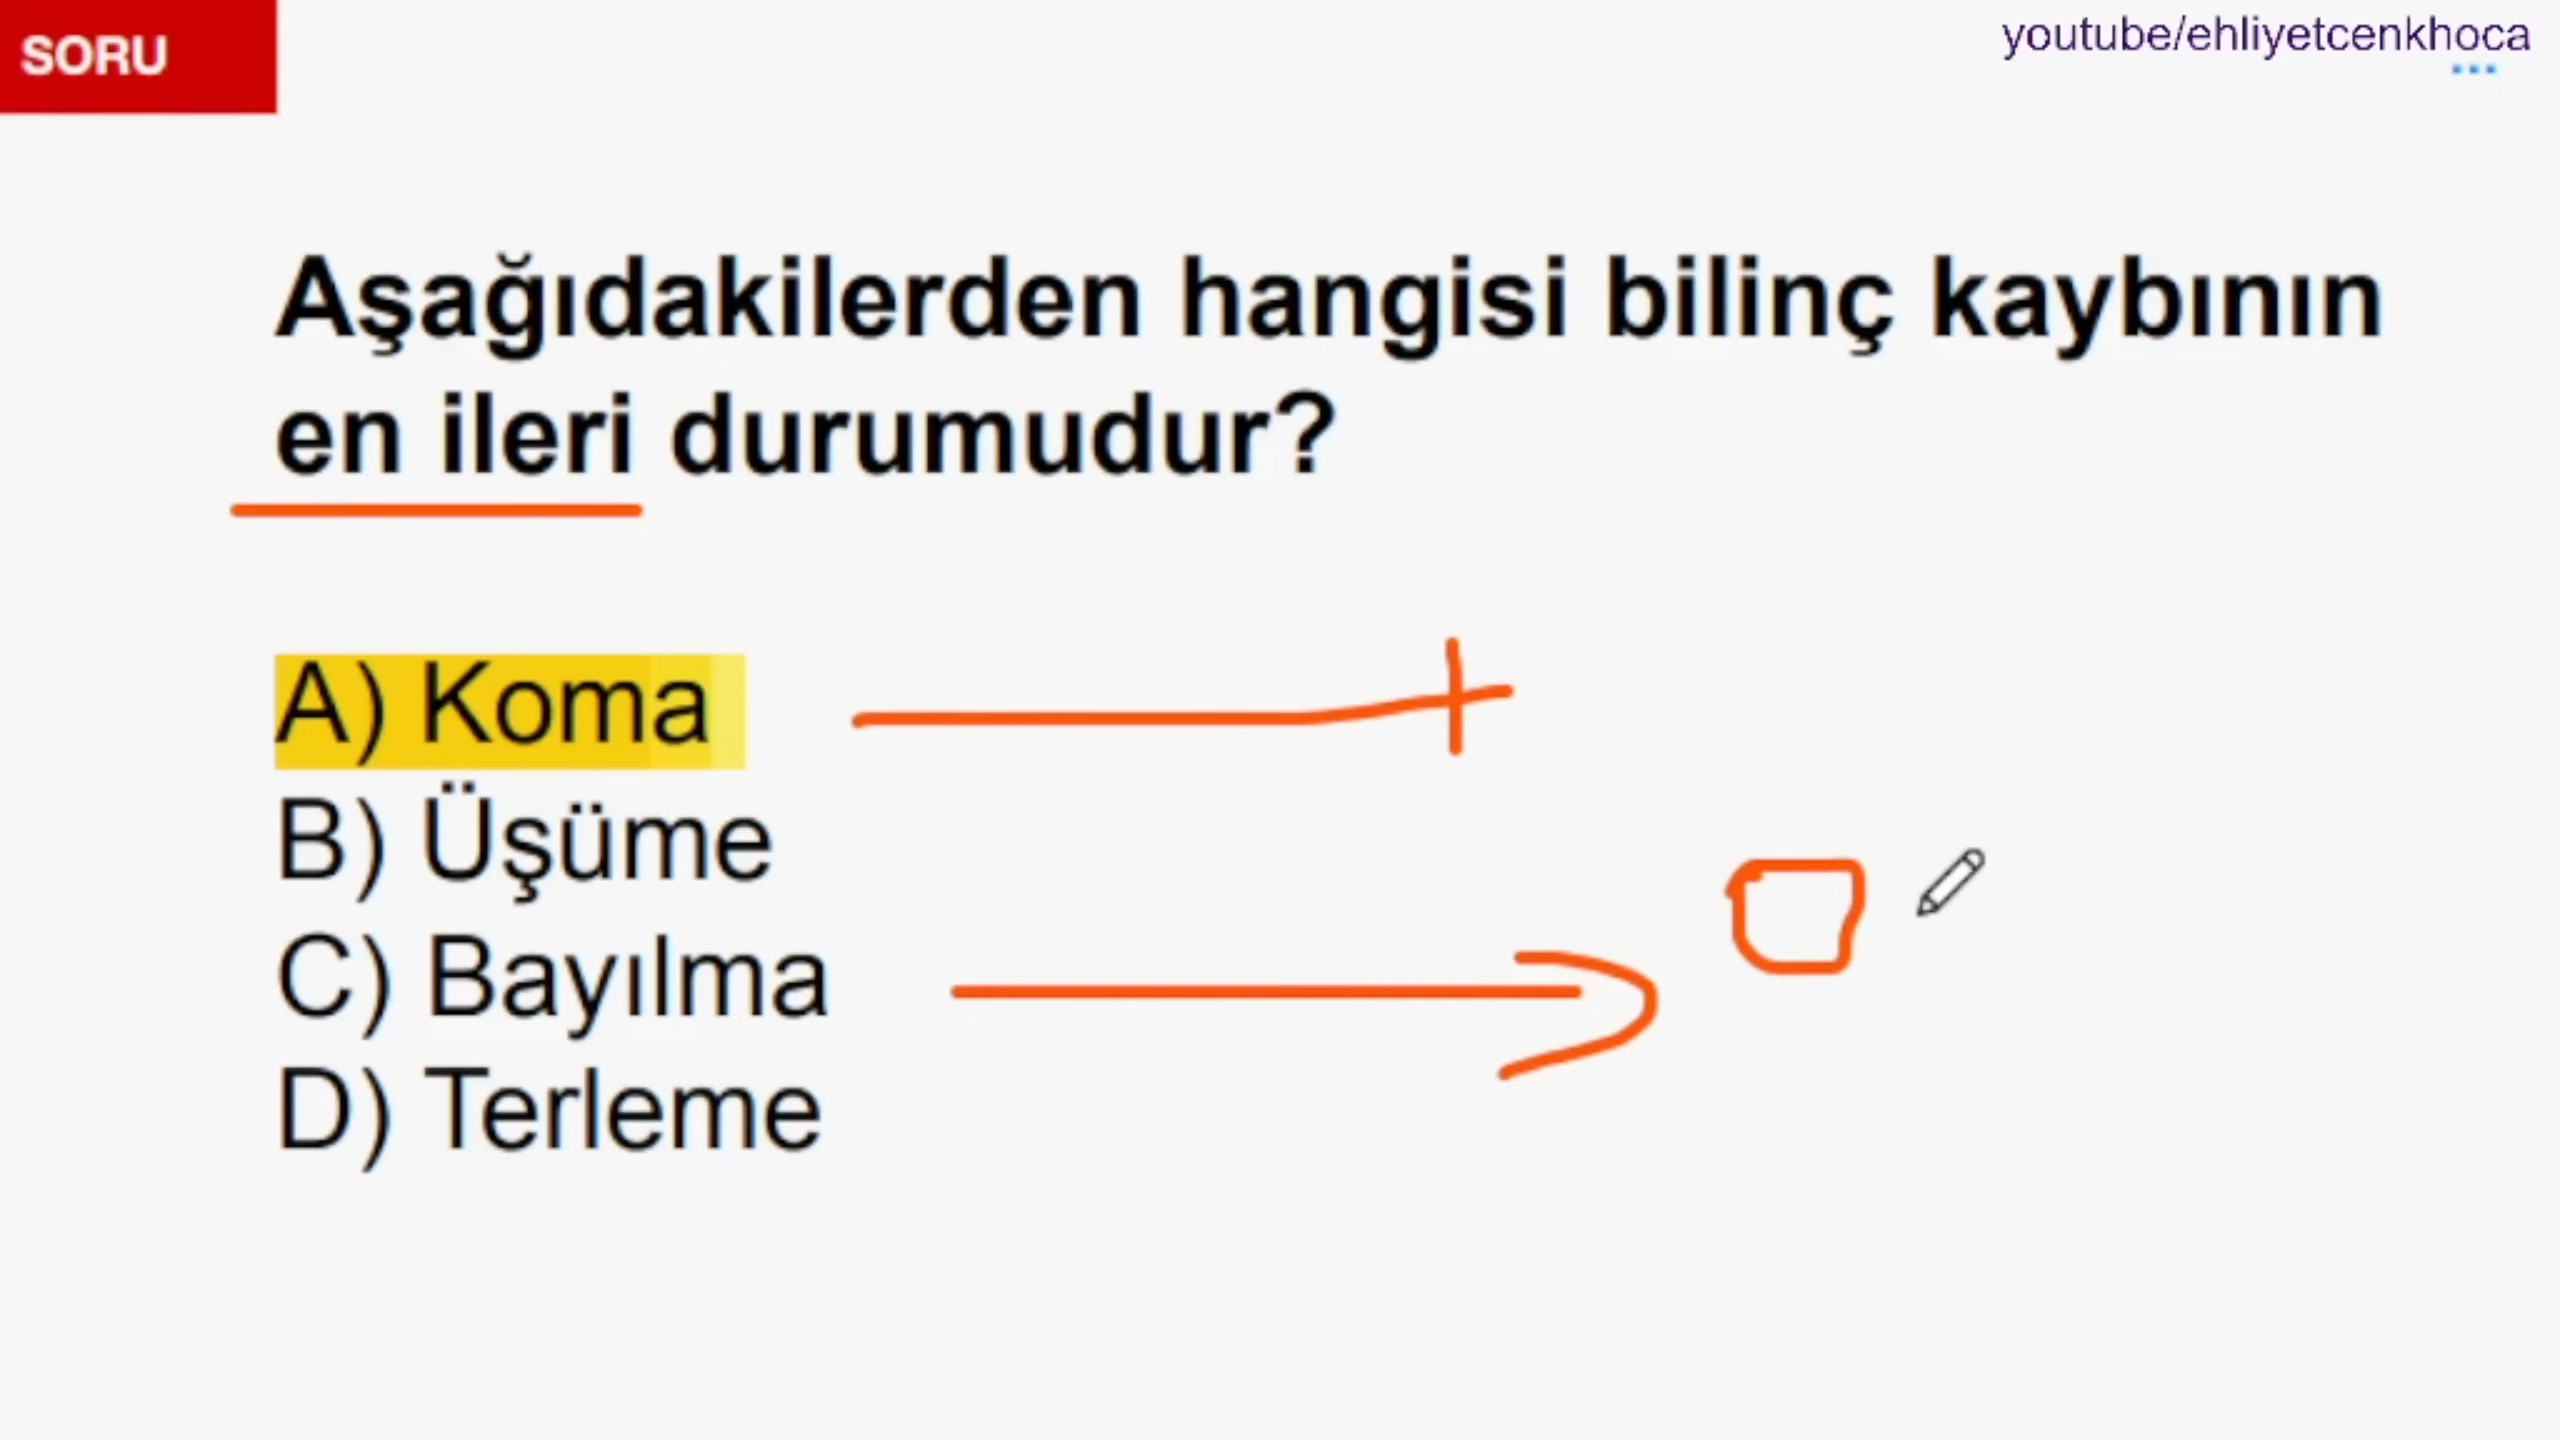 SORU
youtube/ehliyetcenkhoca
Aşağıdakilerden hangisi bilinç kaybının
en ileri durumudur?
A) Koma
B) Üşüme
C) Bayılma
D) Terleme